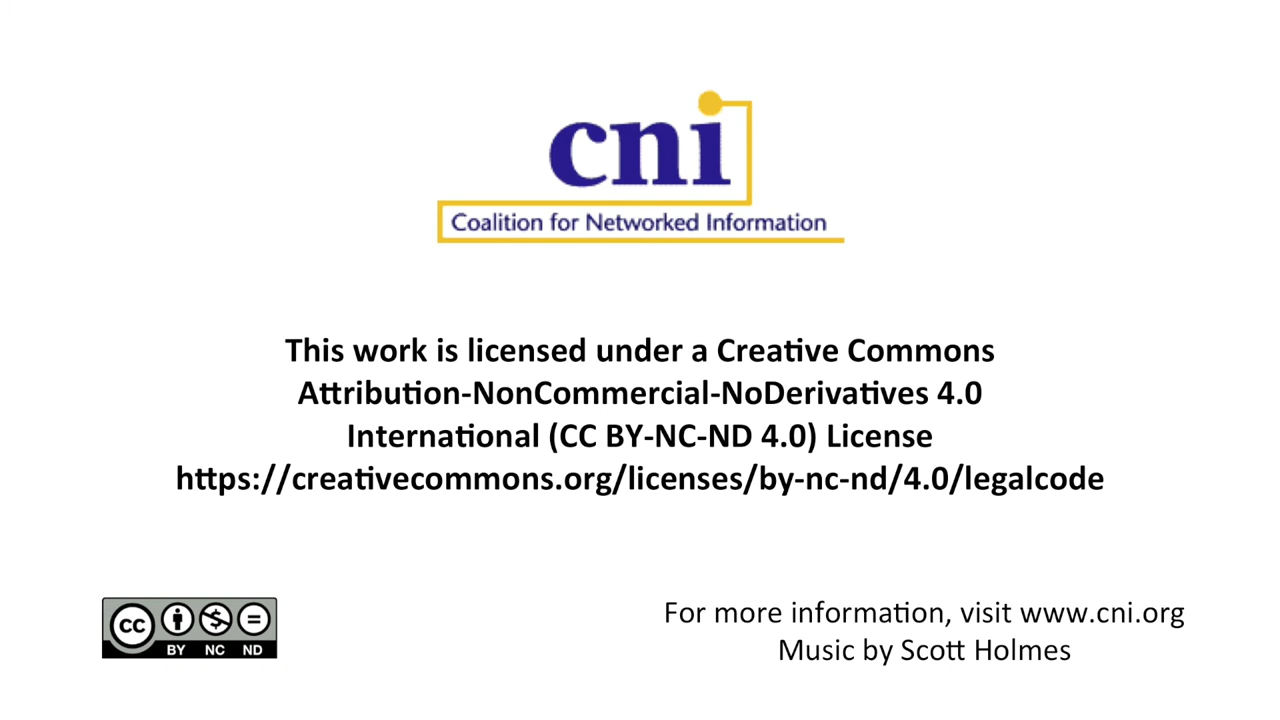 cni
Coalition for Networked Information
This work is licensed under a Creative Commons
Attribution-NonCommercial-NoDerivatives 4.0
International (CC BY-NC-ND 4.0) License
https://creativecommons.org/licenses/by-nc-nd/4.0/legalcode
cc
BY NC ND
For more information, visit www.cni.org
Music by Scott Holmes